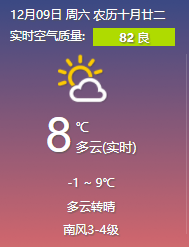 12月09日 周六 农历十月廿二
实时空气质量: 82 良
8 ℃
多云(实时)
-1 ~ 9℃
多云转晴
南风3-4级